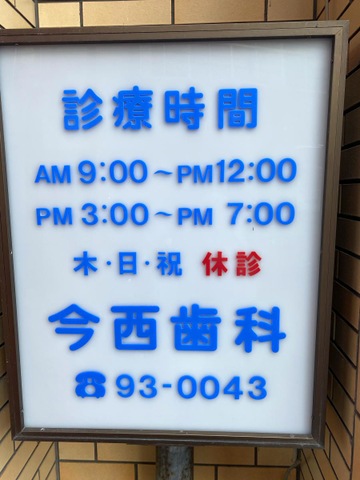 診療時間
AM 9:00～PM12:00
PM 3:00～PM 7:00
木・日・祝 休診
今西歯科
☎93-0043